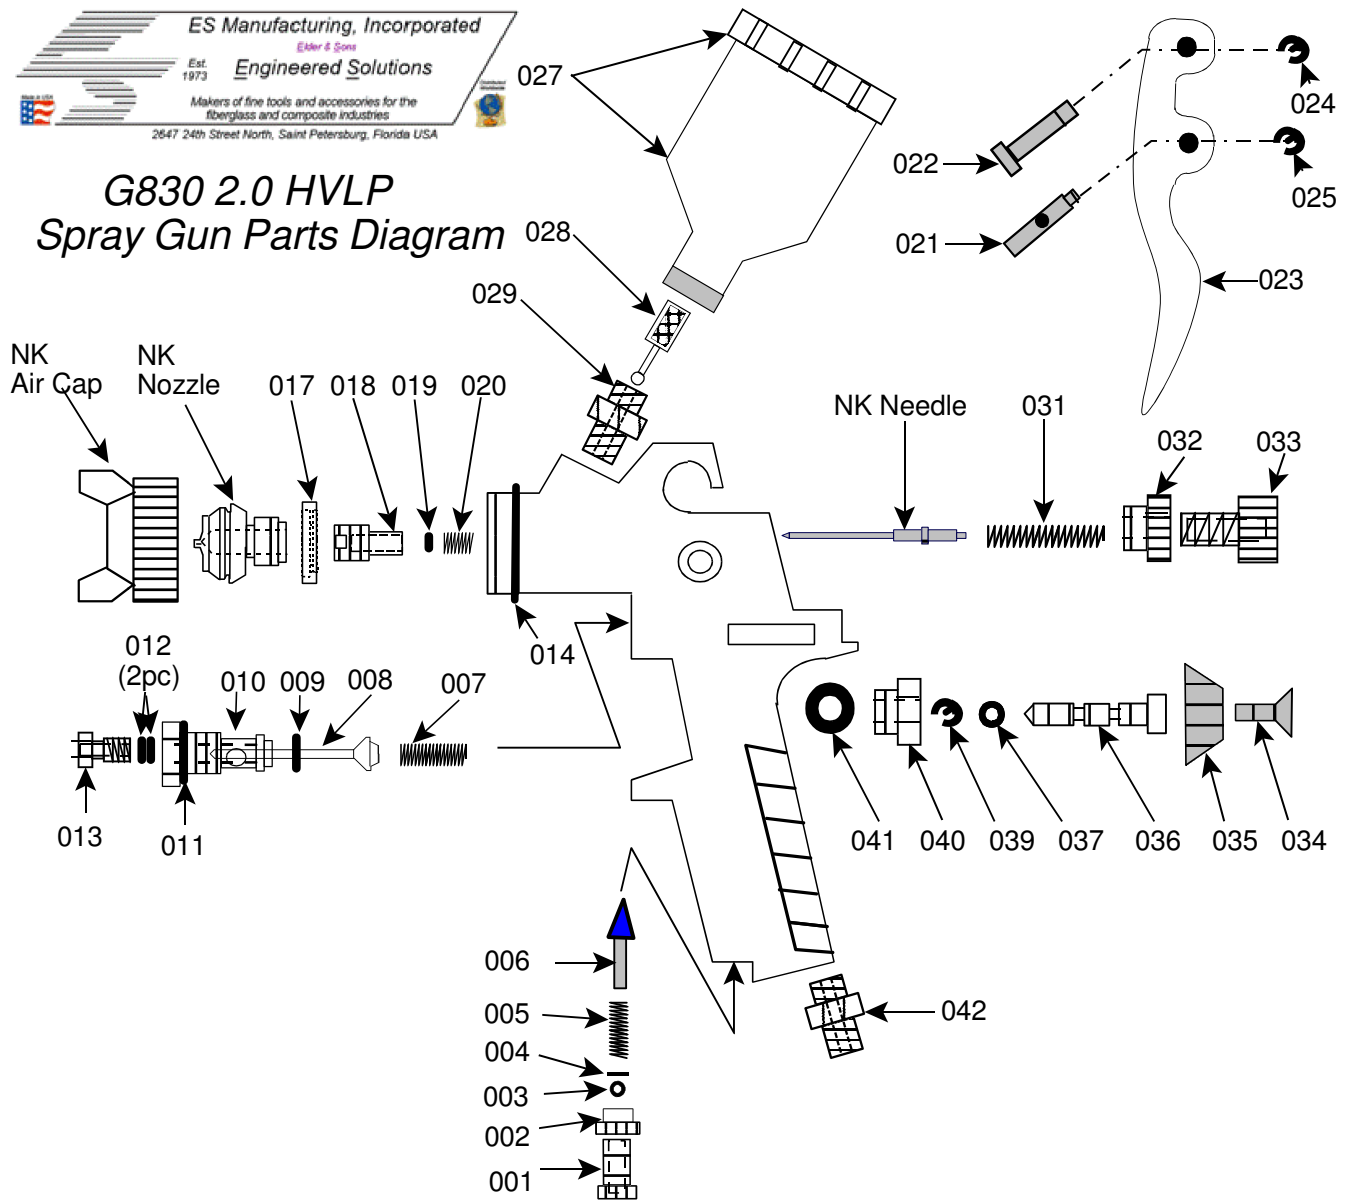 ES Manufacturing, Incorporated
Elder & Sons
Est.
1973
Engineered Solutions
Made in USA
Distributed
Worldwide
Makers of fine tools and accessories for the
fiberglass and composite industries
2647 24th Street North, Saint Petersburg, Florida USA
G830 2.0 HVLP
Spray Gun Parts Diagram
027
028
029
022
021
024
025
023
NK
Air Cap
NK
Nozzle
017
018
019
020
NK Needle
031
032
033
014
012
(2pc)
010
009
008
007
013
011
041
040
039
037
036
035
034
006
005
004
003
002
001
042